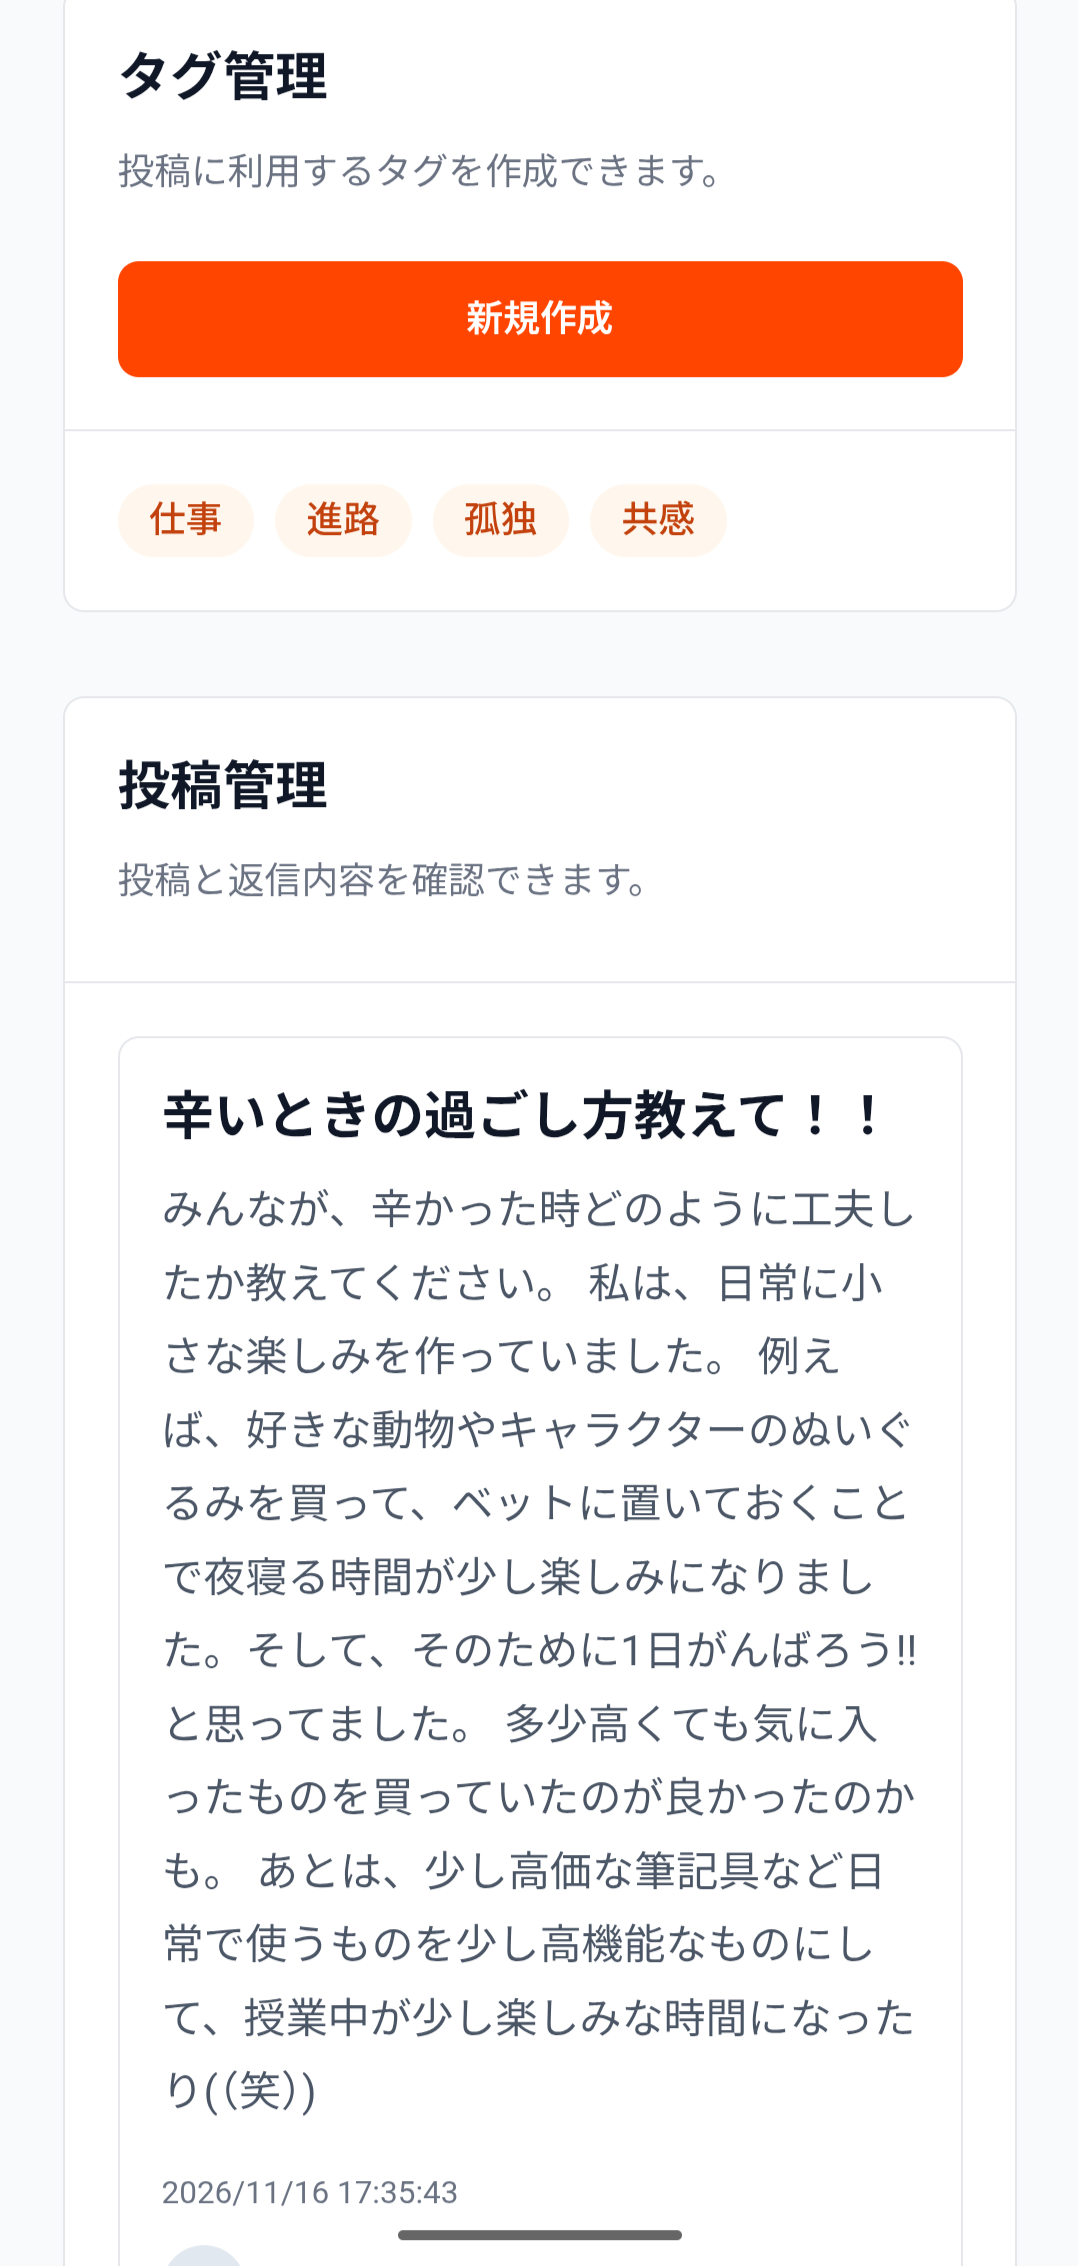 タグ管理
投稿に利用するタグを作成できます。
新規作成
仕事 進路 孤独 共感
投稿管理
投稿と返信内容を確認できます。
辛いときの過ごし方教えて！！
みんなが、辛かった時どのように工夫し
たか教えてください。 私は、日常に小
さな楽しみを作っていました。 例え
ば、好きな動物やキャラクターのぬいぐ
るみを買って、ベットに置いておくこと
で夜寝る時間が少し楽しみになりまし
た。そして、そのために1日がんばろう!!
と思ってました。 多少高くても気に入
ったものを買っていたのが良かったのか
も。 あとは、少し高価な筆記具など日
常で使うものを少し高機能なものにし
て、授業中が少し楽しみな時間になった
り((笑))
2026/11/16 17:35:43